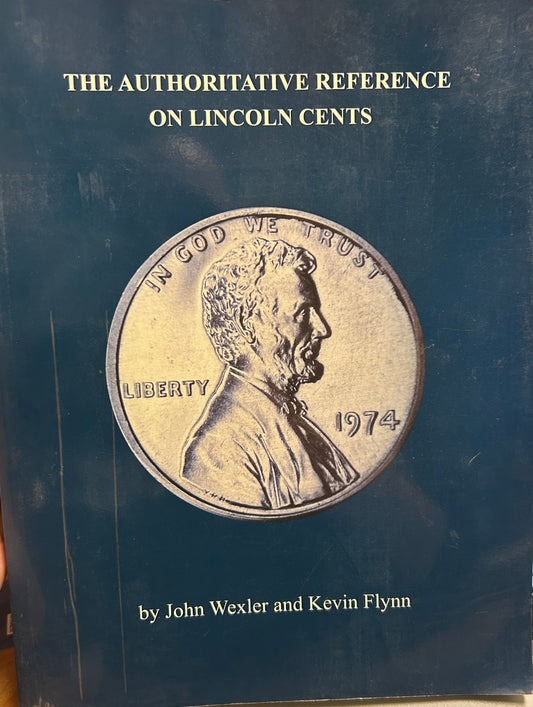 THE AUTHORITATIVE REFERENCE
ON LINCOLN CENTS
IN GOD WE TRUST
LIBERTY
1974
by John Wexler and Kevin Flynn